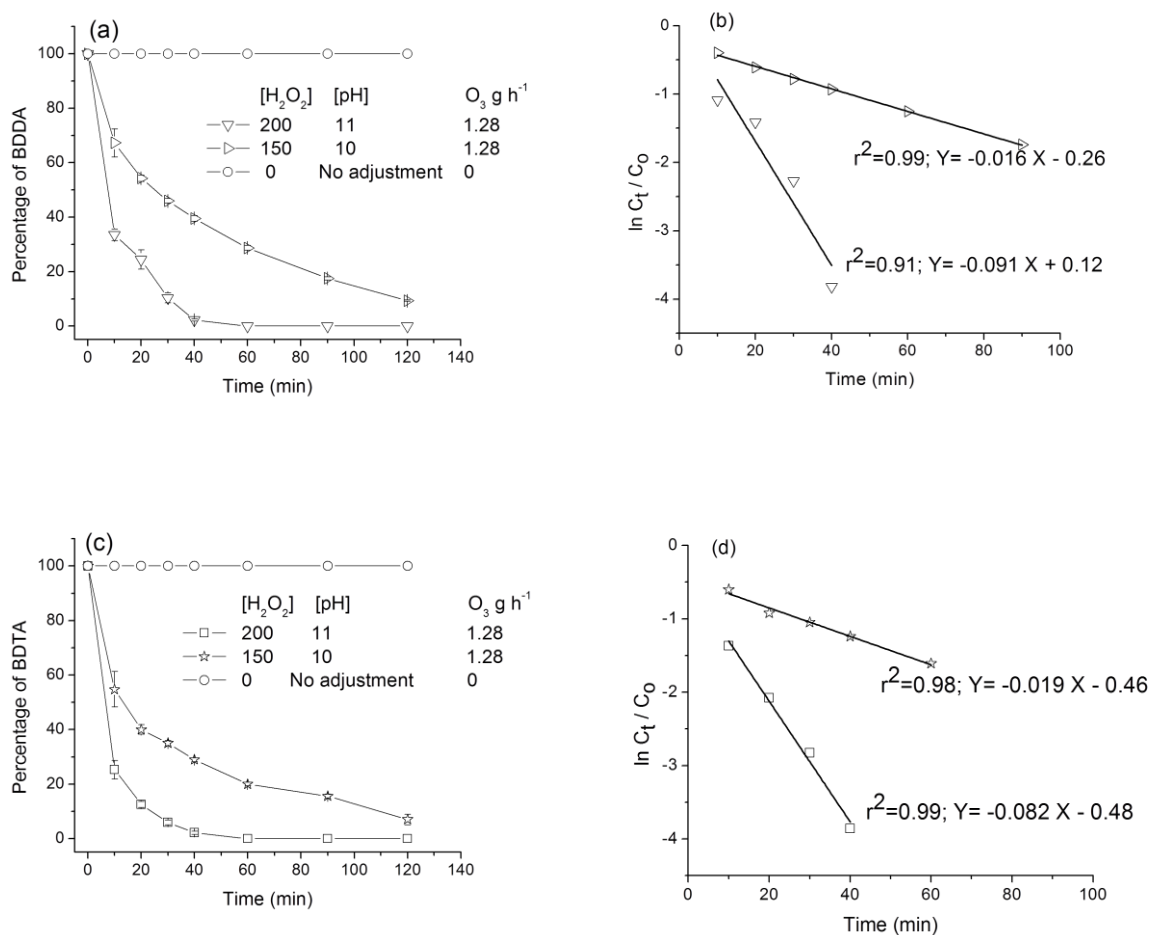 (a)
Percentage of BDDA
100
80
60
40
20
0
[H₂O₂] [pH] O₃ g h⁻¹
200 11 1.28
150 10 1.28
0 No adjustment 0
0 20 40 60 80 100 120 140
Time (min)
(b)
ln Cₜ / Cₒ
0
-1
-2
-3
-4
r²=0.99; Y= -0.016 X - 0.26
r²=0.91; Y= -0.091 X + 0.12
0 20 40 60 80 100
Time (min)
(c)
Percentage of BDTA
100
80
60
40
20
0
[H₂O₂] [pH] O₃ g h⁻¹
200 11 1.28
150 10 1.28
0 No adjustment 0
0 20 40 60 80 100 120 140
Time (min)
(d)
ln Cₜ / Cₒ
0
-1
-2
-3
-4
r²=0.98; Y= -0.019 X - 0.46
r²=0.99; Y= -0.082 X - 0.48
0 20 40 60 80 100
Time (min)